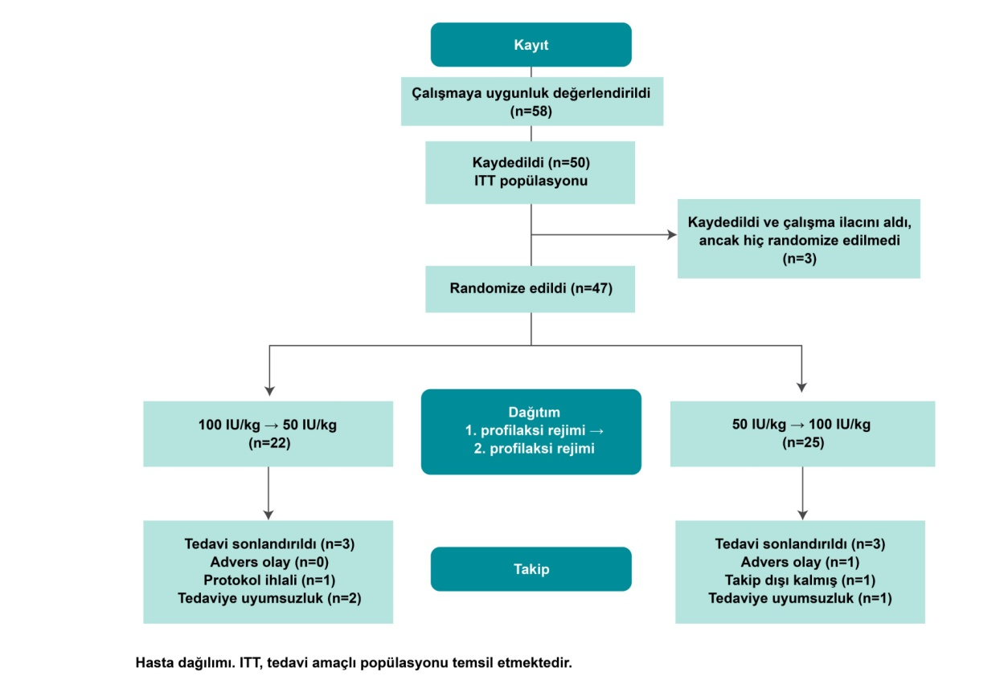 Kayıt
Çalışmaya uygunluk değerlendirildi
(n=58)
Kaydedildi (n=50)
ITT popülasyonu
Kaydedildi ve çalışma ilacını aldı,
ancak hiç randomize edilmedi
(n=3)
Randomize edildi (n=47)
100 IU/kg → 50 IU/kg
(n=22)
Dağıtım
1. profilaksi rejimi →
2. profilaksi rejimi
50 IU/kg → 100 IU/kg
(n=25)
Tedavi sonlandırıldı (n=3)
Advers olay (n=0)
Protokol ihlali (n=1)
Tedaviye uyumsuzluk (n=2)
Takip
Tedavi sonlandırıldı (n=3)
Advers olay (n=1)
Takip dışı kalmış (n=1)
Tedaviye uyumsuzluk (n=1)
Hasta dağılımı. ITT, tedavi amaçlı popülasyonu temsil etmektedir.